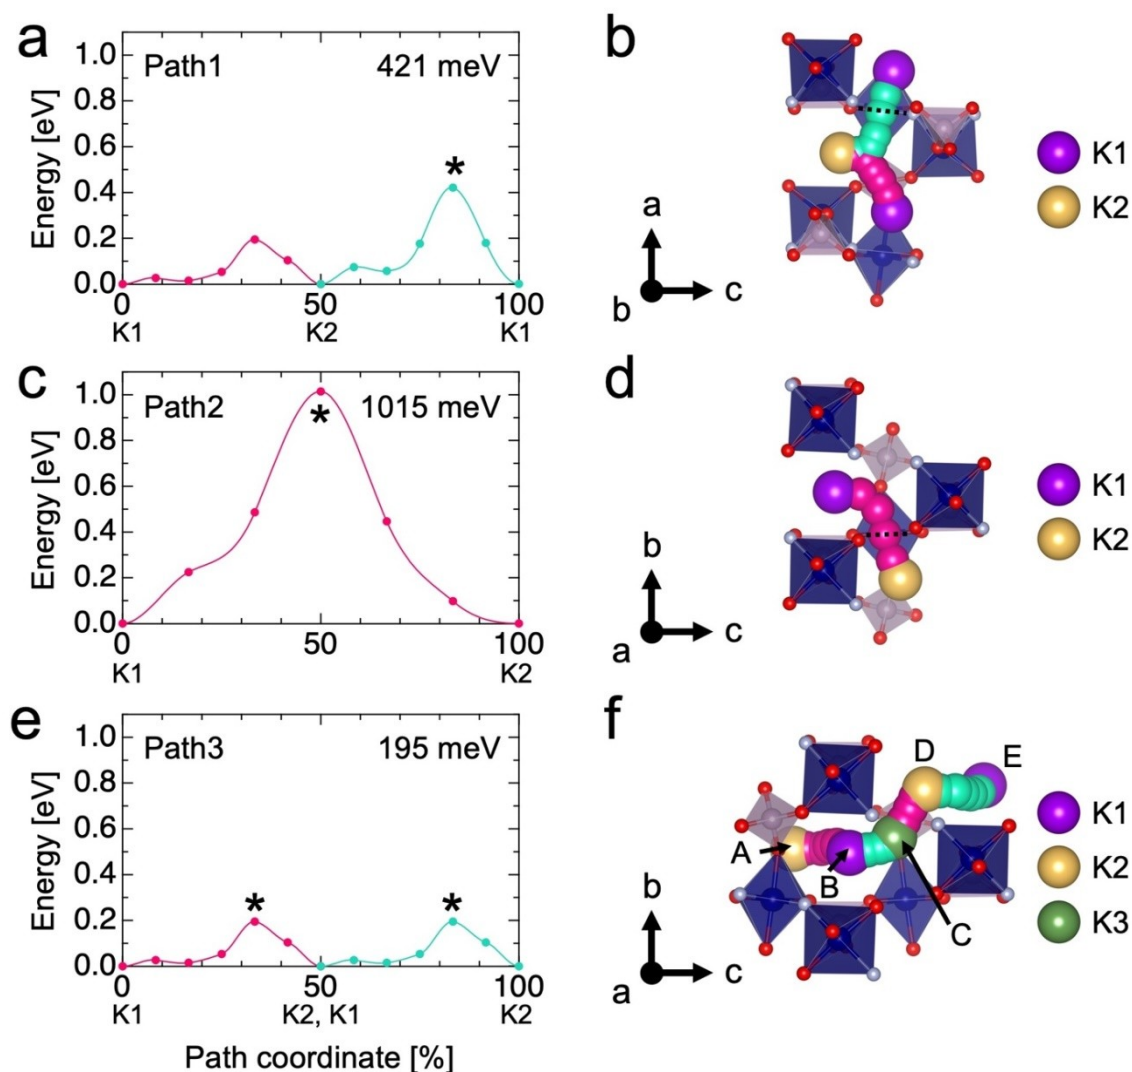 a
Energy [eV]
1.0
0.8
0.6
0.4
0.2
0.0
Path1 421 meV
*
0 50 100
K1 K2 K1
b
K1
K2
a
b c
c
Energy [eV]
1.0
0.8
0.6
0.4
0.2
0.0
Path2 1015 meV
*
0 50 100
K1 K2
d
K1
K2
b
a c
e
Energy [eV]
1.0
0.8
0.6
0.4
0.2
0.0
Path3 195 meV
* *
0 50 100
K1 K2, K1 K2
Path coordinate [%]
f
D E
A
B
C
K1
K2
K3
b
a c